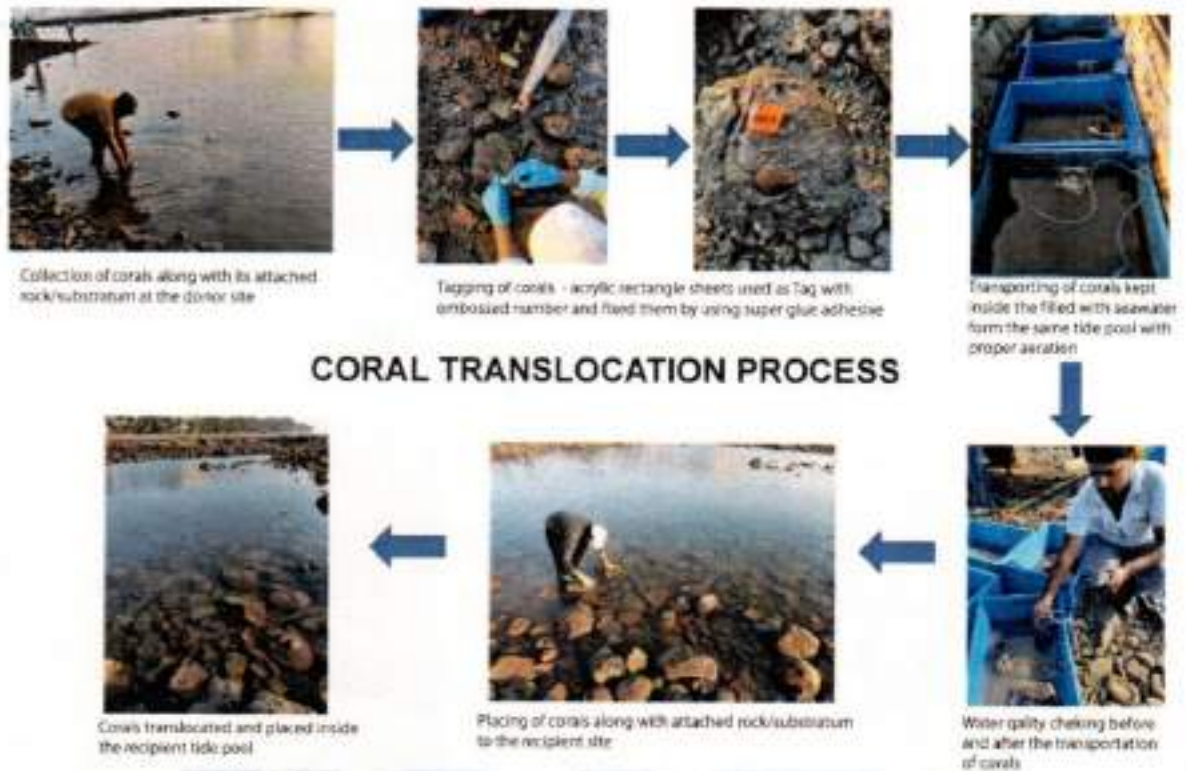 Collection of corals along with its attached
rock/substratum at the donor site
Tagging of corals - acrylic rectangle sheets used as Tag with
embossed number and fixed them by using super glue adhesive
Transporting of corals kept
inside the filled with seawater
form the same tide pool with
proper aeration
CORAL TRANSLOCATION PROCESS
Corals translocated and placed inside
the recipient tide pool
Placing of corals along with attached rock/substratum
to the recipient site
Water qality cheking before
and after the transportation
of corals